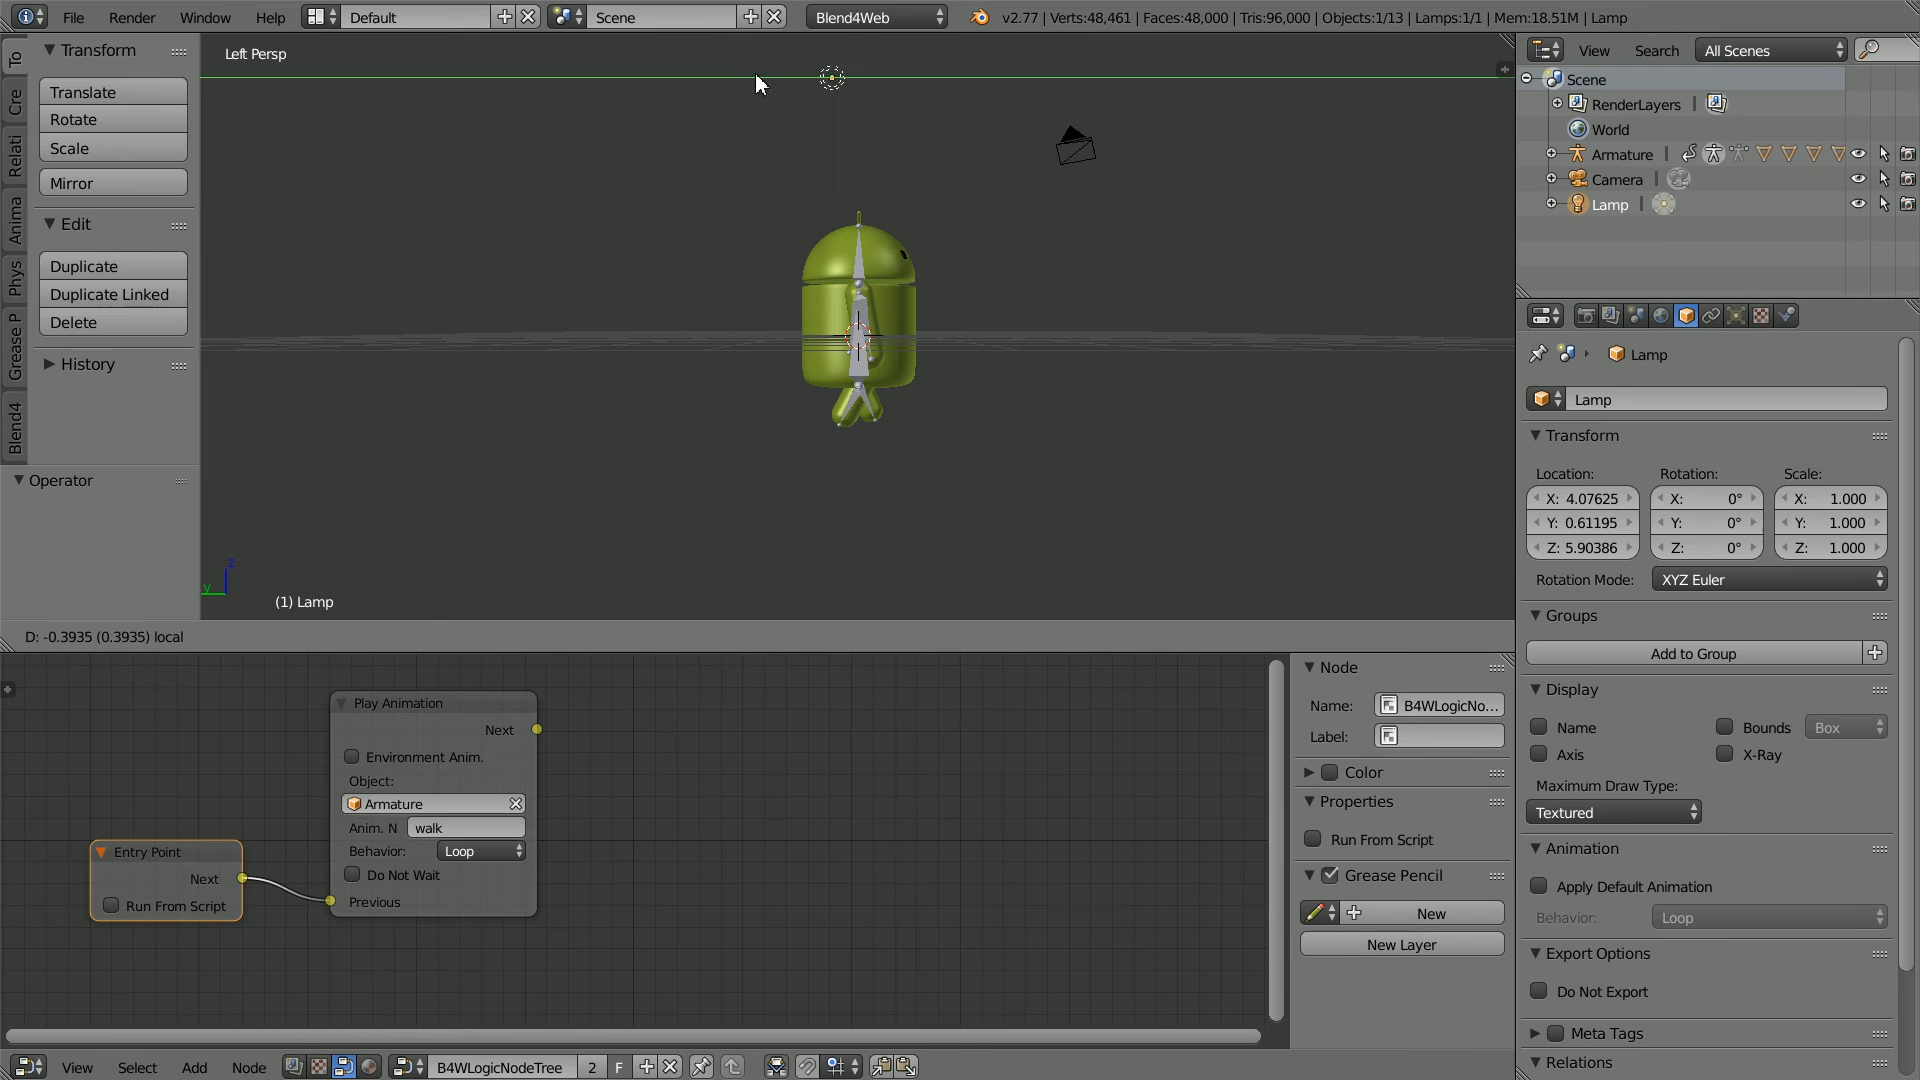 File Render Window Help Default Scene Blend4Web v2.77 | Verts:48,461 | Faces:48,000 | Tris:96,000 | Objects:1/13 | Lamps:1/1 | Mem:18.51M | Lamp
To
Cre
Relati
Anima
Phys
Grease P
Blend4
Transform
Translate
Rotate
Scale
Mirror
Edit
Duplicate
Duplicate Linked
Delete
History
Operator
Left Persp
z
y
(1) Lamp
D: -0.3935 (0.3935) local
View Search All Scenes
Scene
RenderLayers |
World
Armature |
Camera |
Lamp |
Lamp
Lamp
Transform
Location: Rotation: Scale:
X: 4.07625 X: 0° X: 1.000
Y: 0.61195 Y: 0° Y: 1.000
Z: 5.90386 Z: 0° Z: 1.000
Rotation Mode: XYZ Euler
Groups
Add to Group
Display
Name Bounds Box
Axis X-Ray
Maximum Draw Type:
Textured
Animation
Apply Default Animation
Behavior: Loop
Export Options
Do Not Export
Meta Tags
Relations
Play Animation
Next
Environment Anim.
Object:
Armature
Anim. N walk
Behavior: Loop
Do Not Wait
Previous
Entry Point
Next
Run From Script
Node
Name: B4WLogicNo...
Label:
Color
Properties
Run From Script
Grease Pencil
New
New Layer
View Select Add Node B4WLogicNodeTree 2 F